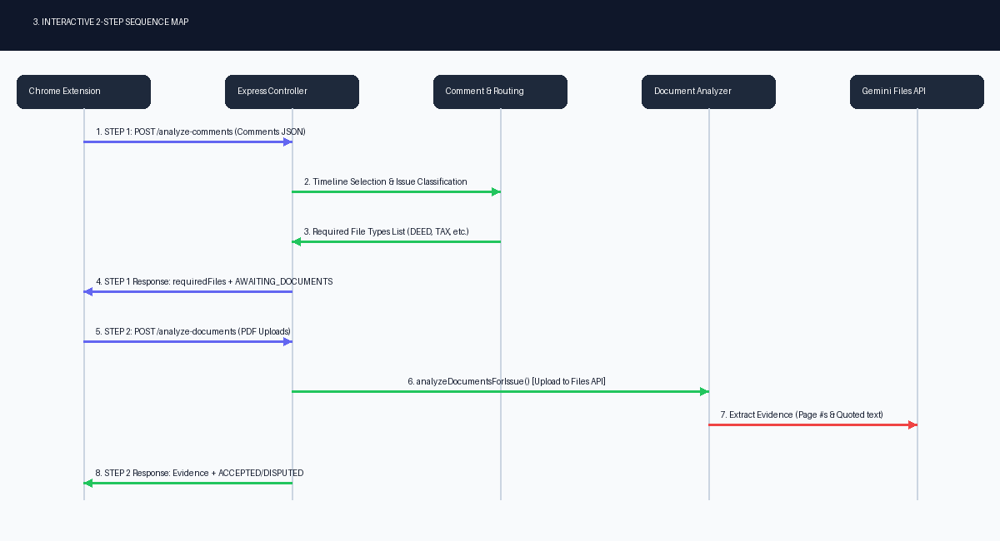 3. INTERACTIVE 2-STEP SEQUENCE MAP
Chrome Extension
Express Controller
Comment & Routing
Document Analyzer
Gemini Files API
1. STEP 1: POST /analyze-comments (Comments JSON)
2. Timeline Selection & Issue Classification
3. Required File Types List (DEED, TAX, etc.)
4. STEP 1 Response: requiredFiles + AWAITING_DOCUMENTS
5. STEP 2: POST /analyze-documents (PDF Uploads)
6. analyzeDocumentsForIssue() [Upload to Files API]
7. Extract Evidence (Page #s & Quoted text)
8. STEP 2 Response: Evidence + ACCEPTED/DISPUTED